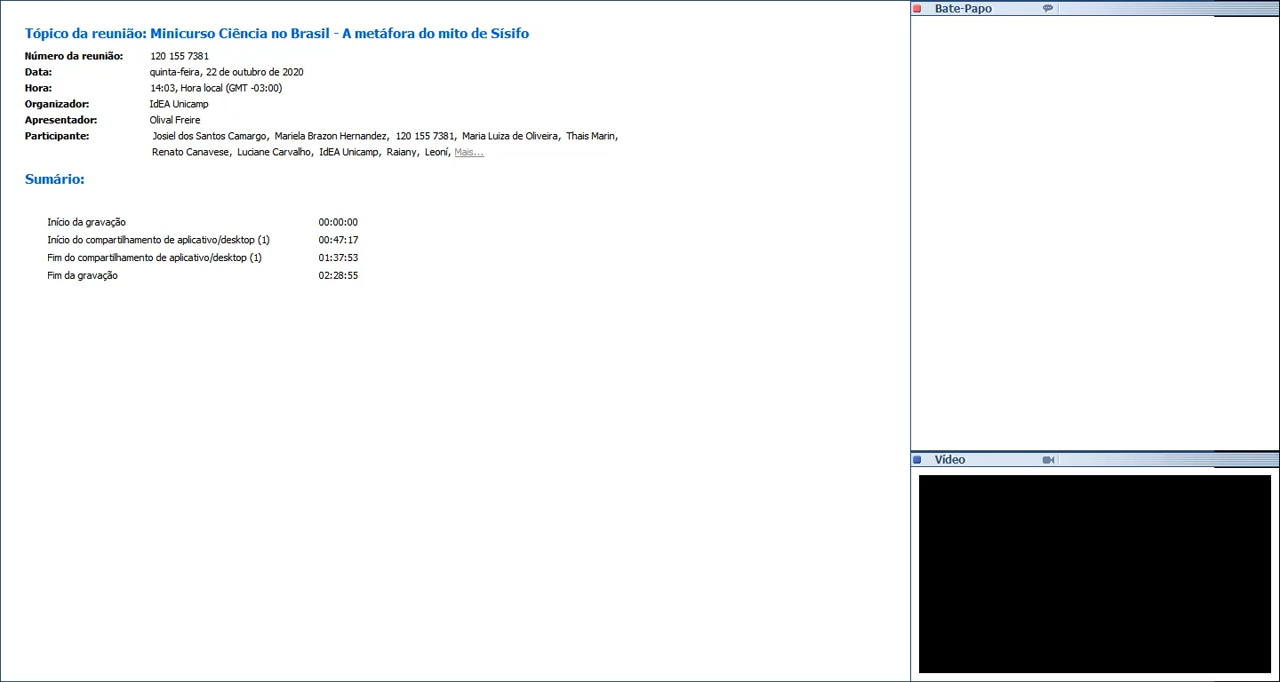 Tópico da reunião: Minicurso Ciência no Brasil - A metáfora do mito de Sísifo
Número da reunião: 120 155 7381
Data: quinta-feira, 22 de outubro de 2020
Hora: 14:03, Hora local (GMT -03:00)
Organizador: IdEA Unicamp
Apresentador: Olival Freire
Participante: Josiel dos Santos Camargo, Mariela Brazon Hernandez, 120 155 7381, Maria Luiza de Oliveira, Thais Marin,
Renato Canavese, Luciane Carvalho, IdEA Unicamp, Raiany, Leoní, Mais...
Sumário:
Início da gravação 00:00:00
Início do compartilhamento de aplicativo/desktop (1) 00:47:17
Fim do compartilhamento de aplicativo/desktop (1) 01:37:53
Fim da gravação 02:28:55
Bate-Papo
Vídeo